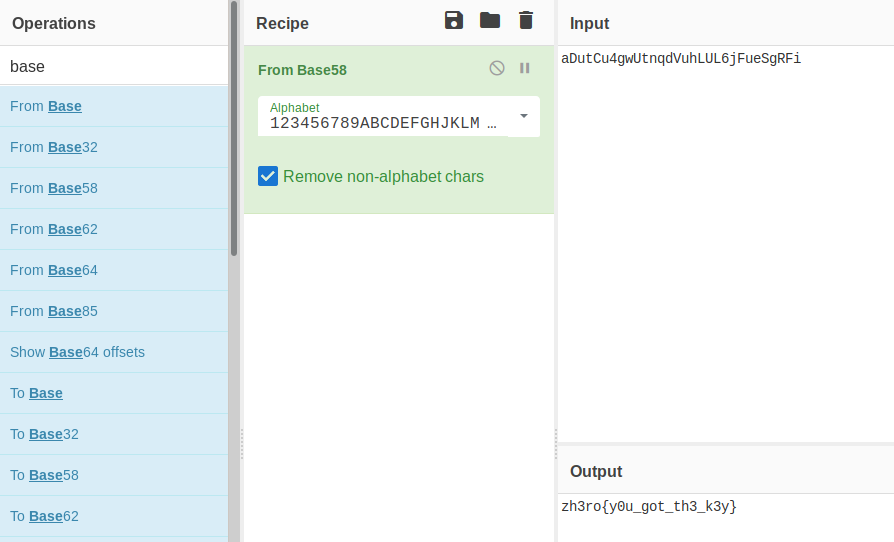 Operations
base
From Base
From Base32
From Base58
From Base62
From Base64
From Base85
Show Base64 offsets
To Base
To Base32
To Base58
To Base62
Recipe
From Base58
Alphabet
123456789ABCDEFGHJKLM …
Remove non-alphabet chars
Input
aDutCu4gwUtnqdVuhLUL6jFueSgRFi
Output
zh3ro{y0u_got_th3_k3y}